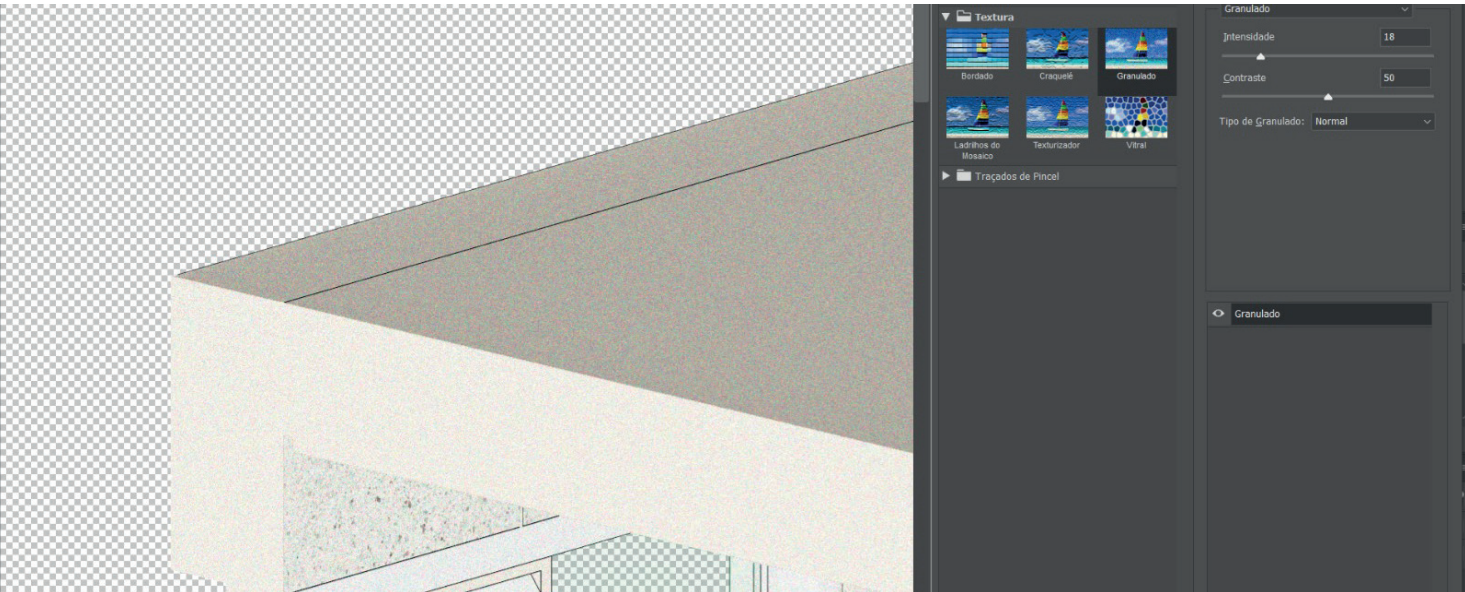 Textura
Bordado
Craquelê
Granulado
Ladrilhos do
Mosaico
Texturizador
Vitral
Traçados de Pincel
Granulado
Intensidade
18
Contraste
50
Tipo de Granulado:
Normal
Granulado